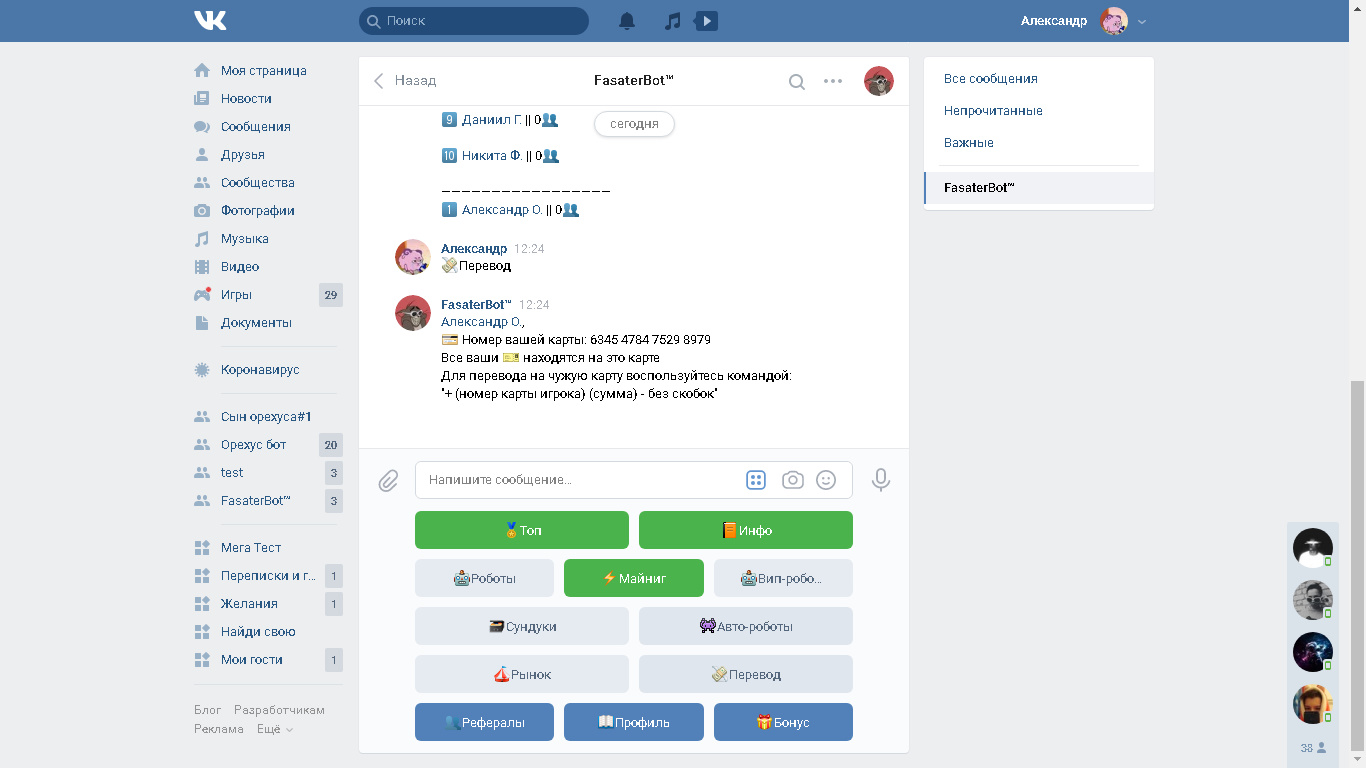 Поиск
Александр
Моя страница
Новости
Сообщения
Друзья
Сообщества
Фотографии
Музыка
Видео
Игры 29
Документы
Коронавирус
Сын орехуса#1
Орехус бот 20
test 3
FasaterBot™ 3
Мега Тест
Переписки и г... 1
Желания 1
Найди свою
Мои гости 1
Блог Разработчикам
Реклама Ещё
Назад
FasaterBot™
сегодня
9 Даниил Г. || 0
10 Никита Ф. || 0
_________________
1 Александр О. || 0
Александр 12:24
Перевод
FasaterBot™ 12:24
Александр О.,
Номер вашей карты: 6345 4784 7529 8979
Все ваши находятся на это карте
Для перевода на чужую карту воспользуйтесь командой:
"+ (номер карты игрока) (сумма) - без скобок"
Напишите сообщение...
Топ
Инфо
Роботы
Майниг
Вип-робо...
Сундуки
Авто-роботы
Рынок
Перевод
Рефералы
Профиль
Бонус
Все сообщения
Непрочитанные
Важные
FasaterBot™
38